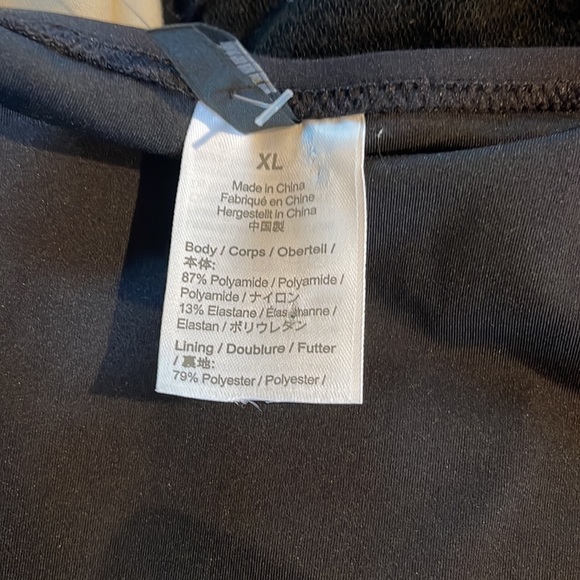 XL
Made in China
Fabriqué en Chine
Hergestellt in China
中国製
Body / Corps / Oberteil /
本体:
87% Polyamide / Polyamide /
Polyamide / ナイロン
13% Elastane / Élasthanne /
Elastan / ポリウレタン
Lining / Doublure / Futter
/ 裏地:
79% Polyester / Polyester /